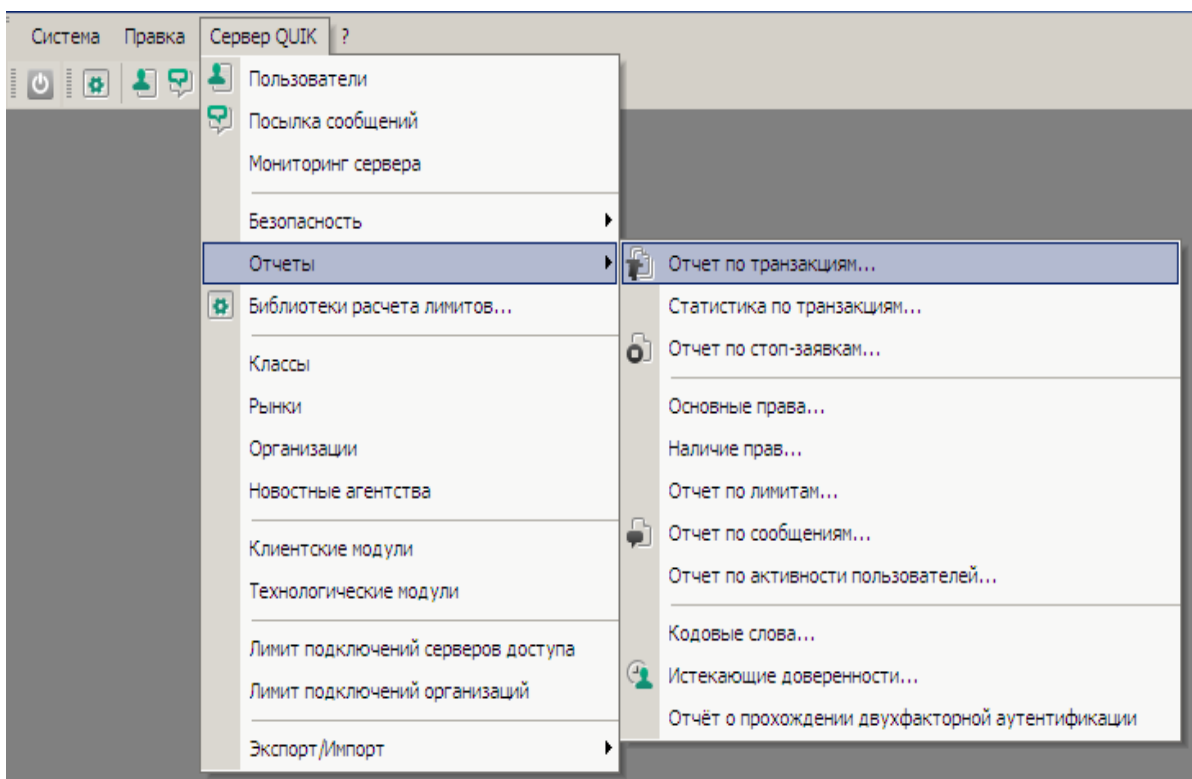 Система Правка Сервер QUIK ?
Пользователи
Посылка сообщений
Мониторинг сервера
Безопасность
Отчеты
Библиотеки расчета лимитов...
Классы
Рынки
Организации
Новостные агентства
Клиентские модули
Технологические модули
Лимит подключений серверов доступа
Лимит подключений организаций
Экспорт/Импорт
Отчет по транзакциям...
Статистика по транзакциям...
Отчет по стоп-заявкам...
Основные права...
Наличие прав...
Отчет по лимитам...
Отчет по сообщениям...
Отчет по активности пользователей...
Кодовые слова...
Истекающие доверенности...
Отчёт о прохождении двухфакторной аутентификации